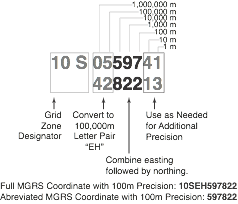 1,000,000 m
100,000 m
10,000 m
1,000 m
100 m
10 m
1 m
10 S 0559741
4282213
Grid
Zone
Designator
Convert to
100,000m
Letter Pair
"EH"
Use as Needed
for Additional
Precision
Combine easting
followed by northing.
Full MGRS Coordinate with 100m Precision: 10SEH597822
Abreviated MGRS Coordinate with 100m Precision: 597822